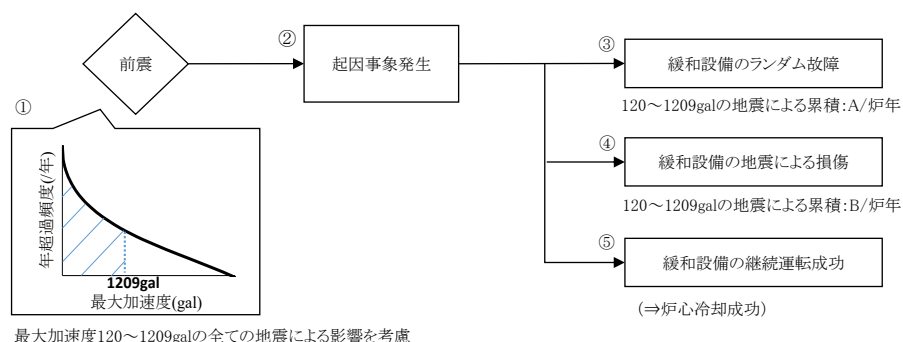 前震
②
起因事象発生
③
緩和設備のランダム故障
120～1209galの地震による累積:A/炉年
④
緩和設備の地震による損傷
120～1209galの地震による累積:B/炉年
⑤
緩和設備の継続運転成功
(⇒炉心冷却成功)
①
年超過頻度(/年)
1209gal
最大加速度(gal)
最大加速度120～1209galの全ての地震による影響を考慮